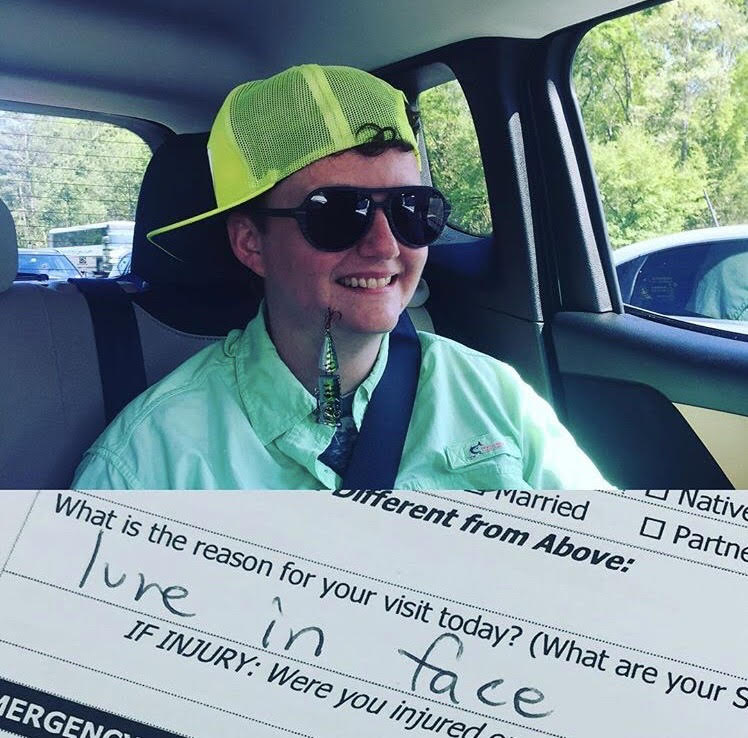 Married
Native
Different from Above:
Partne
What is the reason for your visit today? (What are your S
lure in face
IF INJURY: Were you injured
MERGENC